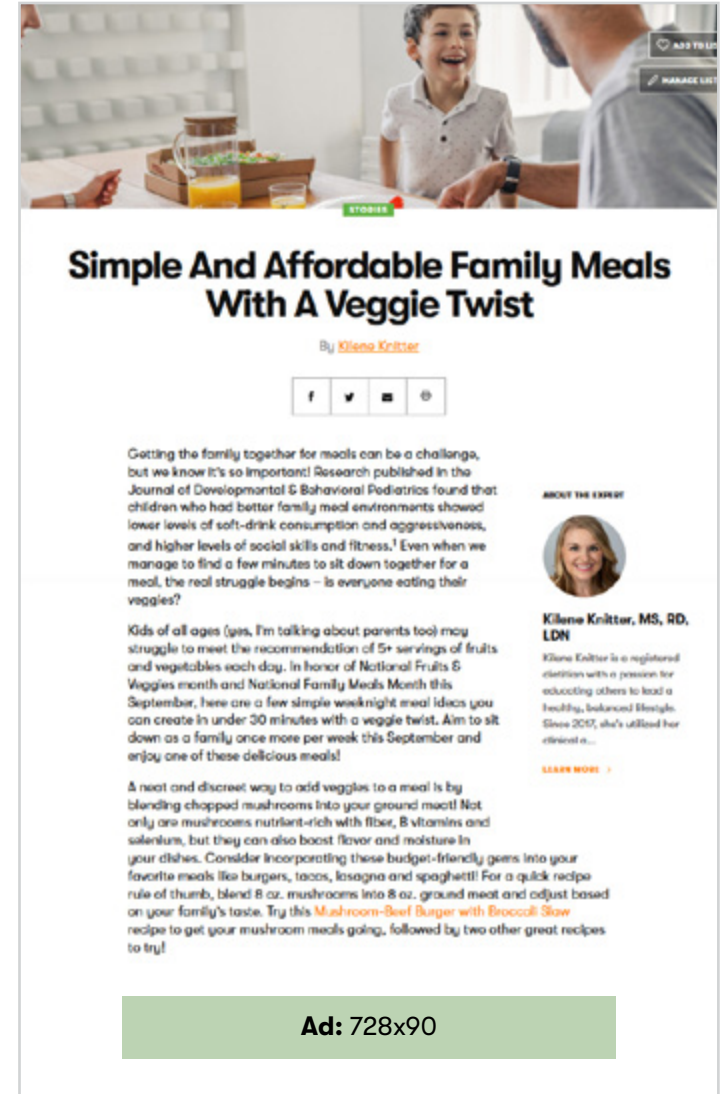 ADD TO LIS
MANAGE LIST
STORIES
Simple And Affordable Family Meals
With A Veggie Twist
By Kilene Knitter
Getting the family together for meals can be a challenge,
but we know it's so important! Research published in the
Journal of Developmental & Behavioral Pediatrics found that
children who had better family meal environments showed
lower levels of soft-drink consumption and aggressiveness,
and higher levels of social skills and fitness.¹ Even when we
manage to find a few minutes to sit down together for a
meal, the real struggle begins – is everyone eating their
veggies?
Kids of all ages (yes, I'm talking about parents too) may
struggle to meet the recommendation of 5+ servings of fruits
and vegetables each day. In honor of National Fruits &
Veggies month and National Family Meals Month this
September, here are a few simple weeknight meal ideas you
can create in under 30 minutes with a veggie twist. Aim to sit
down as a family once more per week this September and
enjoy one of these delicious meals!
A neat and discreet way to add veggies to a meal is by
blending chopped mushrooms into your ground meat! Not
only are mushrooms nutrient-rich with fiber, B vitamins and
selenium, but they can also boost flavor and moisture in
your dishes. Consider incorporating these budget-friendly gems into your
favorite meals like burgers, tacos, lasagna and spaghetti! For a quick recipe
rule of thumb, blend 8 oz. mushrooms into 8 oz. ground meat and adjust based
on your family's taste. Try this Mushroom-Beef Burger with Broccoli Slaw
recipe to get your mushroom meals going, followed by two other great recipes
to try!
ABOUT THE EXPERT
Kilene Knitter, MS, RD,
LDN
Kilene Knitter is a registered
dietitian with a passion for
educating others to lead a
healthy, balanced lifestyle.
Since 2017, she's utilized her
clinical a...
LEARN MORE >
Ad: 728x90